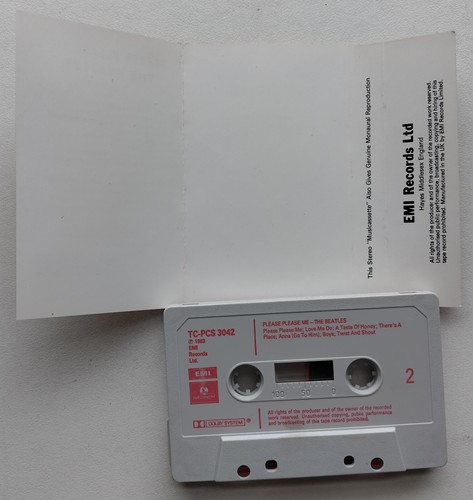 This Stereo "Musicassette" Also Gives Genuine Monaural Reproduction
EMI Records Ltd
Hayes Middlesex England
All rights of the producer and of the owner of the recorded work reserved.
Unauthorised public performance, broadcasting, copying and hiring of this
tape record prohibited. Manufactured in the UK by EMI Records Limited.
TC-PCS 3042
℗ 1963
EMI
Records
Ltd.
EMI
PLEASE PLEASE ME - THE BEATLES
Please Please Me; Love Me Do; A Taste Of Honey; There's A
Place; Anna (Go To Him); Boys; Twist And Shout
2
100 50 0
DOLBY SYSTEM
All rights of the producer and of the owner of the recorded
work reserved. Unauthorised copying, public performance
and broadcasting of this tape record prohibited.